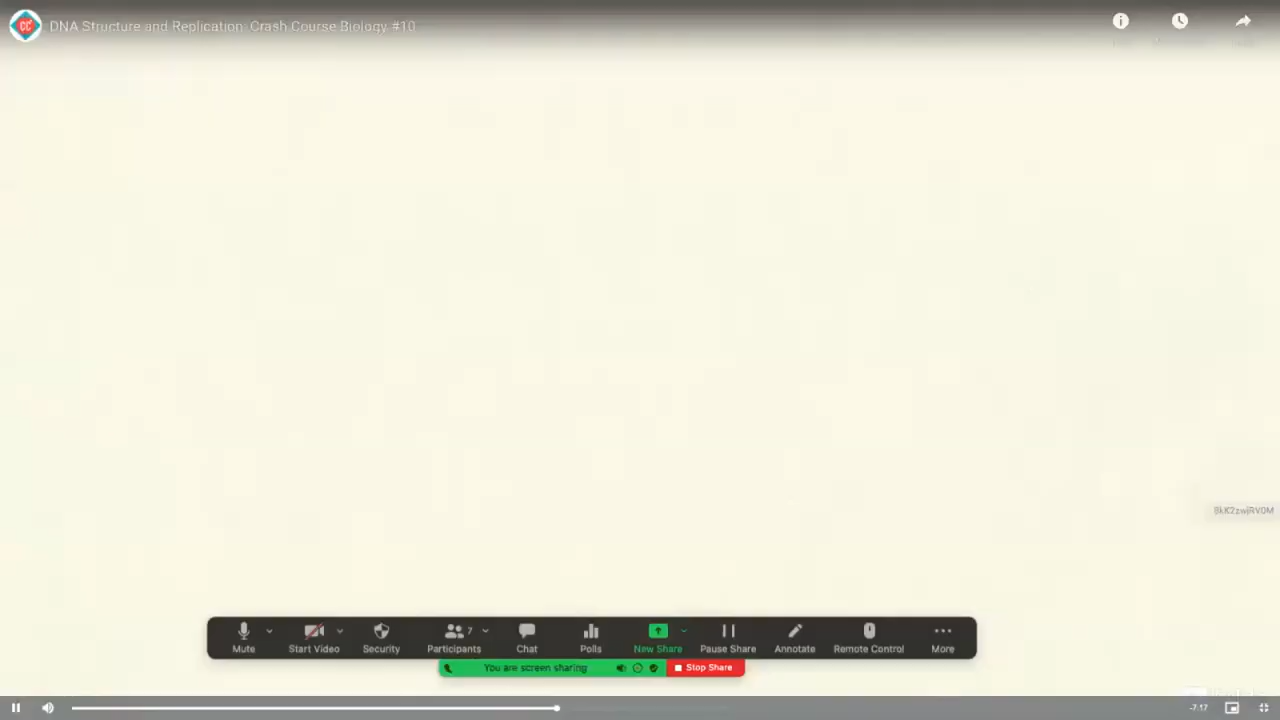 DNA Structure and Replication: Crash Course Biology #10
8kK2zwjRV0M
7
Mute
Start Video
Security
Participants
Chat
Polls
New Share
Pause Share
Annotate
Remote Control
More
You are screen sharing
Stop Share
-7:17